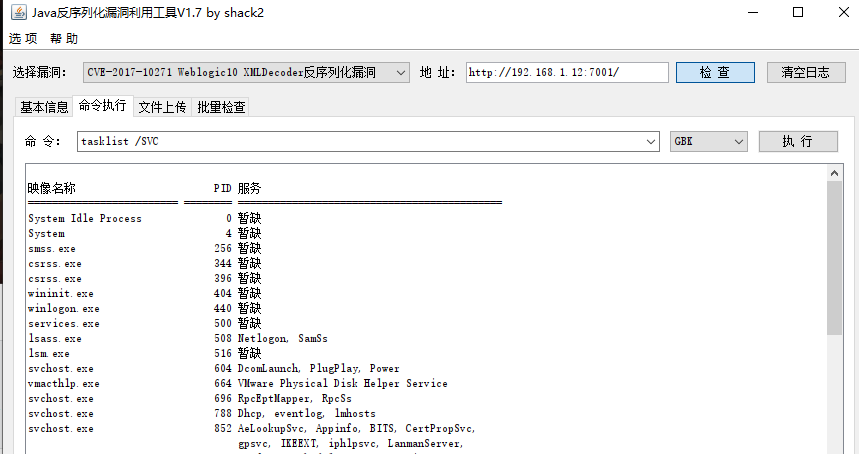 Java反序列化漏洞利用工具V1.7 by shack2
选项 帮助
选择漏洞: CVE-2017-10271 Weblogic10 XMLDecoder反序列化漏洞 地 址: http://192.168.1.12:7001/ 检 查 清空日志
基本信息 命令执行 文件上传 批量检查
命 令: tasklist /SVC GBK 执 行
映像名称 PID 服务
========================= ======== ============================================
System Idle Process 0 暂缺
System 4 暂缺
smss.exe 256 暂缺
csrss.exe 344 暂缺
csrss.exe 396 暂缺
wininit.exe 404 暂缺
winlogon.exe 440 暂缺
services.exe 500 暂缺
lsass.exe 508 Netlogon, SamSs
lsm.exe 516 暂缺
svchost.exe 604 DcomLaunch, PlugPlay, Power
vmacthlp.exe 664 VMware Physical Disk Helper Service
svchost.exe 696 RpcEptMapper, RpcSs
svchost.exe 788 Dhcp, eventlog, lmhosts
svchost.exe 852 AeLookupSvc, Appinfo, BITS, CertPropSvc,
gpsvc, IKEEXT, iphlpsvc, LanmanServer,